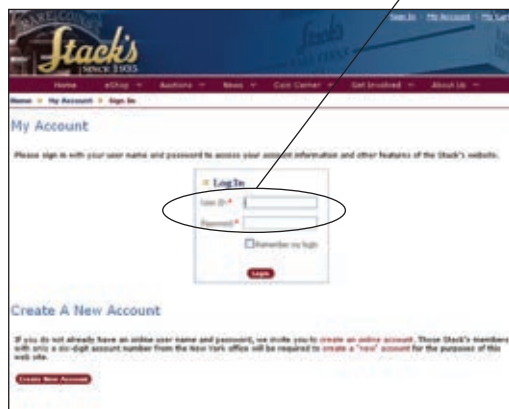 RARE COINS
Stack's
SINCE 1935
Sign In My Account My Cart
Home eShop Auctions News Coin Corner Get Involved About Us
Home > My Account > Sign In
My Account
Please sign in with your user name and password to access your account information and other features of the Stack's website.
Log In
User ID:*
Password:*
Remember my login
Login
Create A New Account
If you do not already have an online user name and password, we invite you to create an online account. Those Stack's members
with only a six-digit account number from the New York office will be required to create a "new" account for the purposes of this
web site.
Create New Account